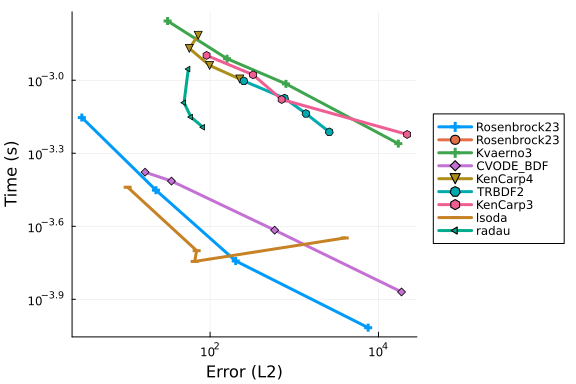 Time (s)
10^−3.0
10^−3.3
10^−3.6
10^−3.9
10^2
10^4
Error (L2)
Rosenbrock23
Rosenbrock23
Kvaerno3
CVODE_BDF
KenCarp4
TRBDF2
KenCarp3
lsoda
radau